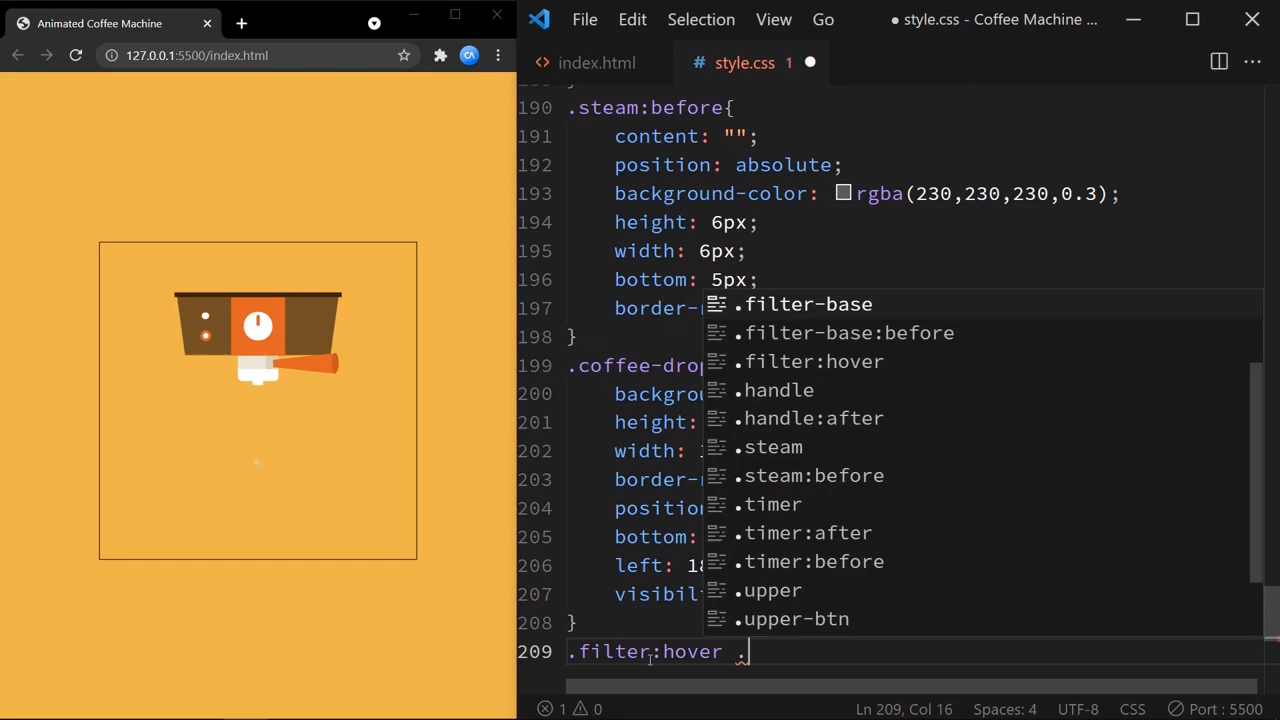 Animated Coffee Machine
127.0.0.1:5500/index.html
CA
File Edit Selection View Go
● style.css - Coffee Machine ...
index.html
# style.css 1
190 .steam:before{
191 content: "";
192 position: absolute;
193 background-color: rgba(230,230,230,0.3);
194 height: 6px;
195 width: 6px;
196 bottom: 5px;
197 border-
198 }
199 .coffee-drop
200 backgrou
201 height:
202 width:
203 border-
204 position
205 bottom:
206 left: 18
207 visibil
208 }
209 .filter:hover .
.filter-base
.filter-base:before
.filter:hover
.handle
.handle:after
.steam
.steam:before
.timer
.timer:after
.timer:before
.upper
.upper-btn
1 0 Ln 209, Col 16 Spaces: 4 UTF-8 CSS Port : 5500